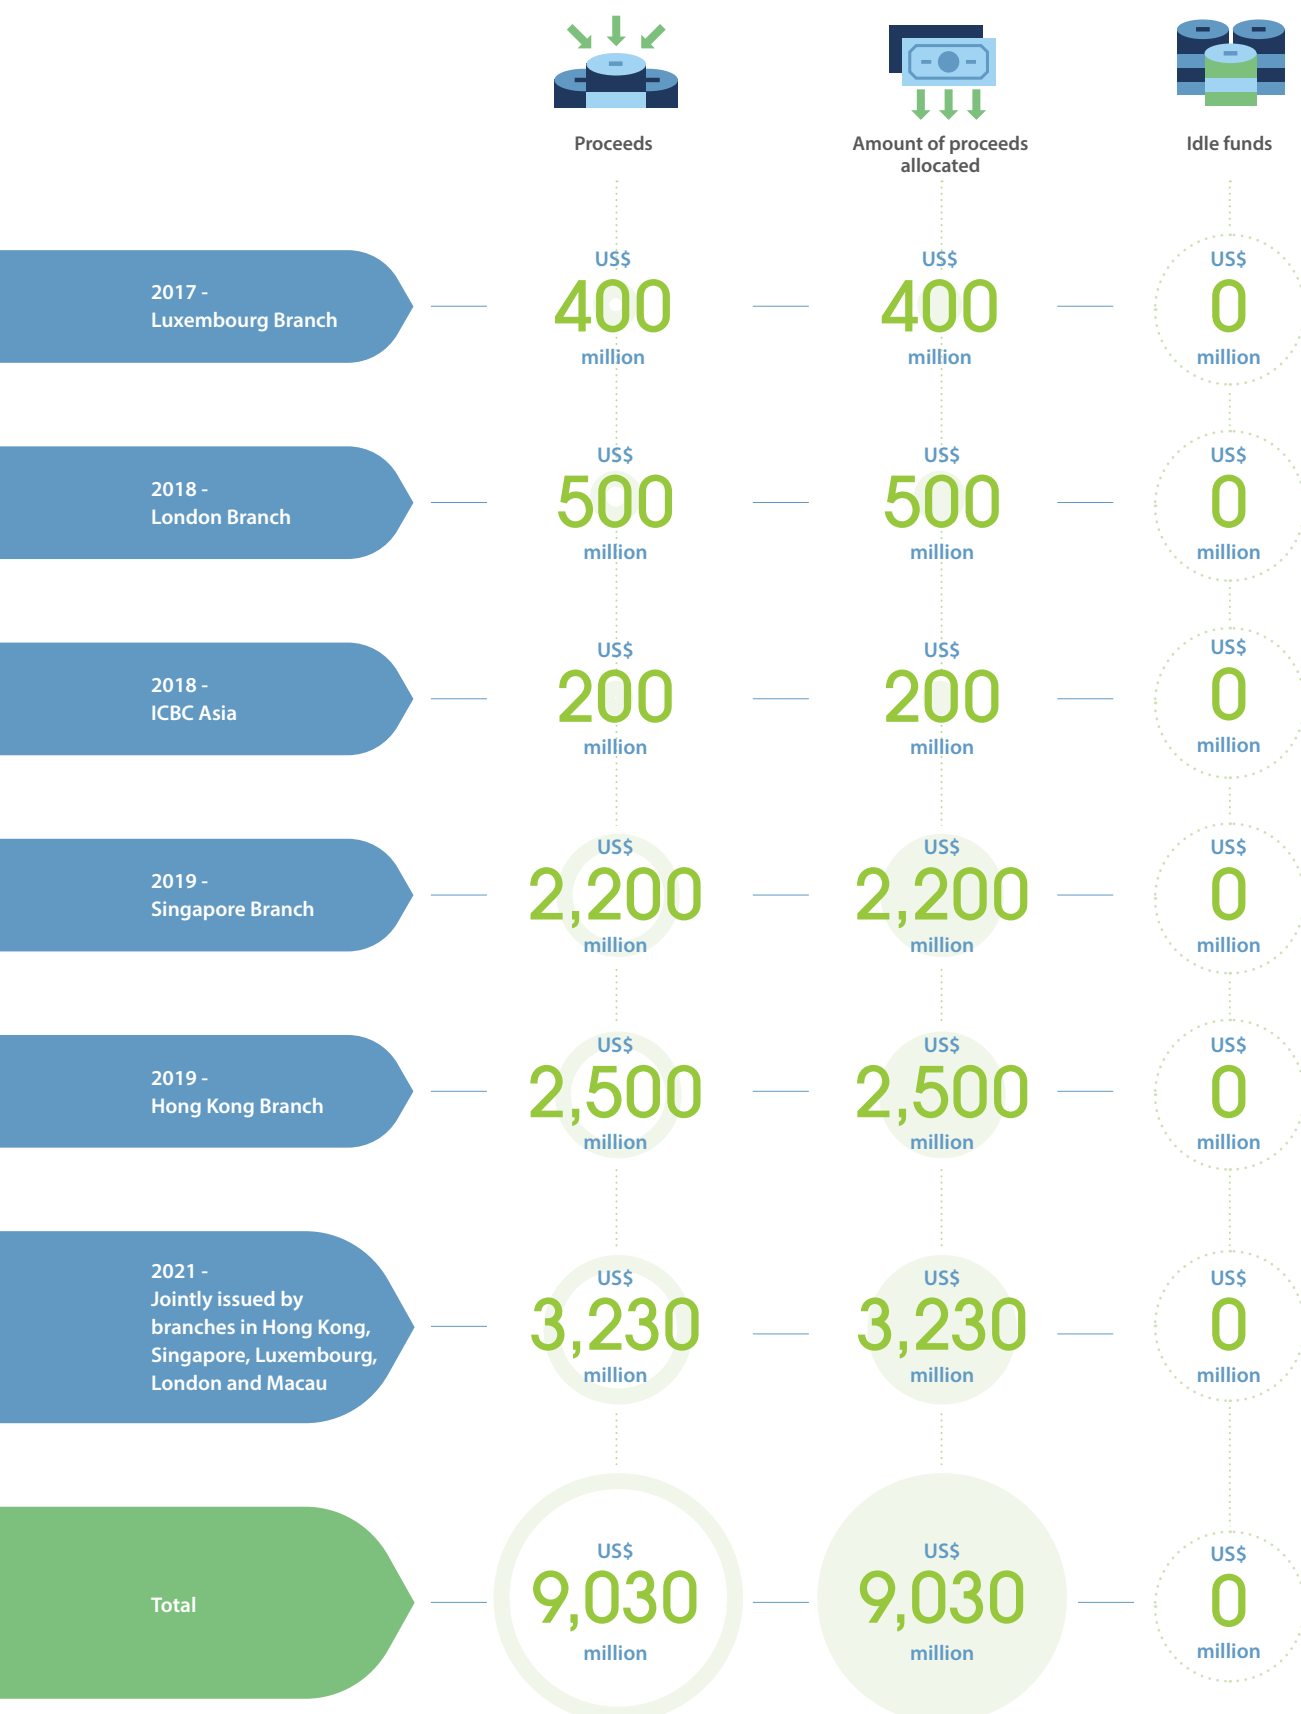 Proceeds
Amount of proceeds
allocated
Idle funds
2017 -
Luxembourg Branch
US$
400
million
US$
400
million
US$
0
million
2018 -
London Branch
US$
500
million
US$
500
million
US$
0
million
2018 -
ICBC Asia
US$
200
million
US$
200
million
US$
0
million
2019 -
Singapore Branch
US$
2,200
million
US$
2,200
million
US$
0
million
2019 -
Hong Kong Branch
US$
2,500
million
US$
2,500
million
US$
0
million
2021 -
Jointly issued by
branches in Hong Kong,
Singapore, Luxembourg,
London and Macau
US$
3,230
million
US$
3,230
million
US$
0
million
Total
US$
9,030
million
US$
9,030
million
US$
0
million